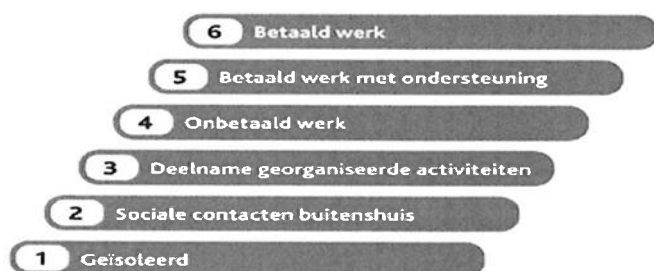 6 Betaald werk
5 Betaald werk met ondersteuning
4 Onbetaald werk
3 Deelname georganiseerde activiteiten
2 Sociale contacten buitenshuis
1 Geïsoleerd